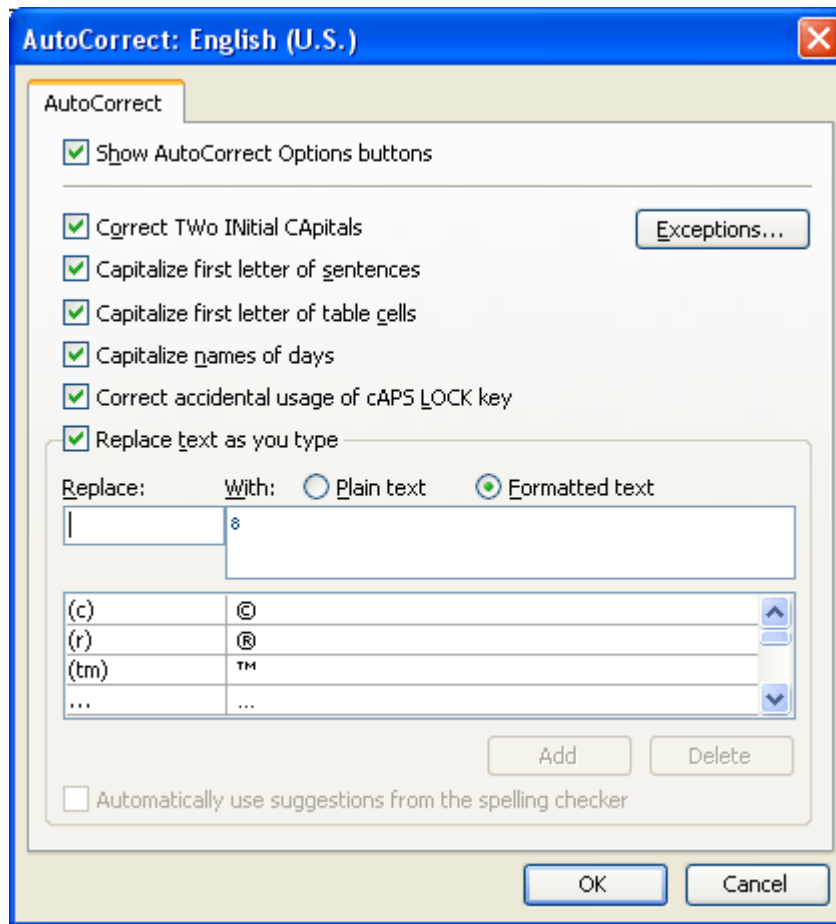 AutoCorrect: English (U.S.)
AutoCorrect
Show AutoCorrect Options buttons
Correct TWo INitial CApitals
Exceptions...
Capitalize first letter of sentences
Capitalize first letter of table cells
Capitalize names of days
Correct accidental usage of cAPS LOCK key
Replace text as you type
Replace: With: Plain text Formatted text
8
(c) ©
(r) ®
(tm) ™
... ...
Add Delete
Automatically use suggestions from the spelling checker
OK Cancel